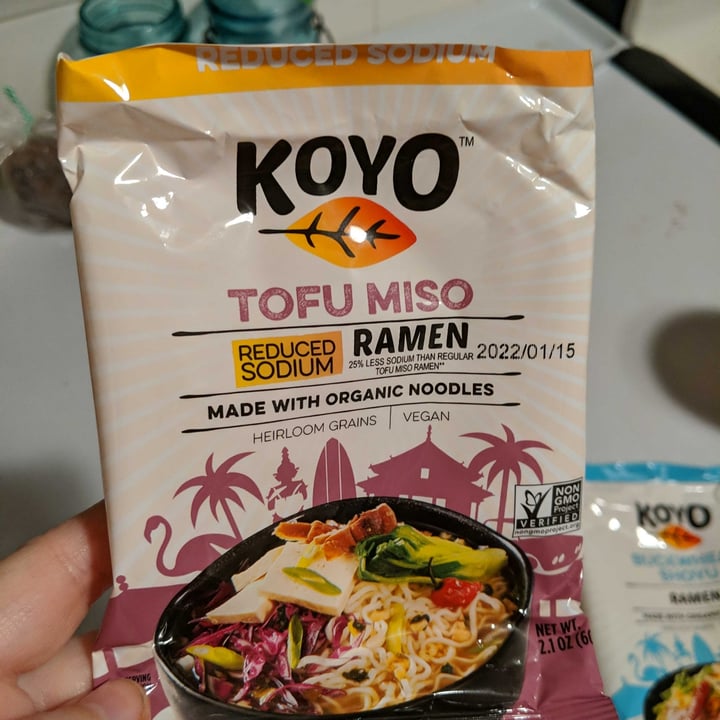 REDUCED SODIUM
KOYO™
TOFU MISO
REDUCED
SODIUM
RAMEN
25% LESS SODIUM THAN REGULAR
TOFU MISO RAMEN**
2022/01/15
MADE WITH ORGANIC NOODLES
HEIRLOOM GRAINS | VEGAN
NON
GMO
Project
VERIFIED
nongmoproject.org
NET WT.
2.1 OZ (60
KOYO
SHOYU
RAMEN